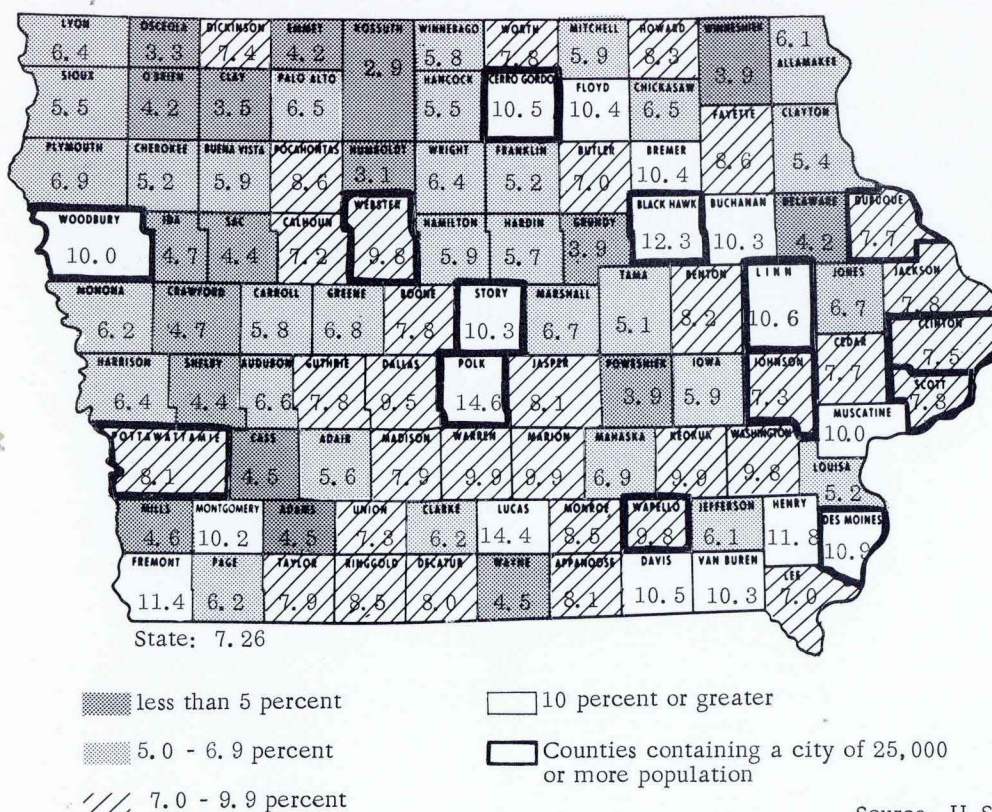 LYON OSCEOLA DICKINSON EMMET KOSSUTH WINNEBAGO WORTH MITCHELL HOWARD WINNESHIEK
6.4 3.3 7.4 4.2 2.9 5.8 7.8 5.9 8.3 3.9 6.1
ALLAMAKEE
SIOUX O'BRIEN CLAY PALO ALTO HANCOCK CERRO GORDO FLOYD CHICKASAW
5.5 4.2 3.5 6.5 5.5 10.5 10.4 6.5
FAYETTE CLAYTON
8.6 5.4
PLYMOUTH CHEROKEE BUENA VISTA POCAHONTAS HUMBOLDT WRIGHT FRANKLIN BUTLER BREMER
6.9 5.2 5.9 8.6 3.1 6.4 5.2 7.0 10.4
WOODBURY IDA SAC CALHOUN WEBSTER HAMILTON HARDIN GRUNDY BLACK HAWK BUCHANAN DELAWARE DUBUQUE
10.0 4.7 4.4 7.2 9.8 5.9 5.7 3.9 12.3 10.3 4.2 7.7
TAMA BENTON LINN JONES JACKSON
5.1 8.2 10.6 6.7 7.8
MONONA CRAWFORD CARROLL GREENE BOONE STORY MARSHALL
6.2 4.7 5.8 6.8 7.8 10.3 6.7
CEDAR CLINTON
7.7 7.5
HARRISON SHELBY AUDUBON GUTHRIE DALLAS POLK JASPER POWESHIEK IOWA JOHNSON SCOTT
6.4 4.4 6.6 7.8 9.5 14.6 8.1 3.9 5.9 7.3 7.8
MUSCATINE
10.0
POTTAWATTAMIE CASS ADAIR MADISON WARREN MARION MAHASKA KEOKUK WASHINGTON LOUISA
8.1 4.5 5.6 7.9 9.9 9.9 6.9 9.9 9.8 5.2
MILLS MONTGOMERY ADAMS UNION CLARKE LUCAS MONROE WAPELLO JEFFERSON HENRY DES MOINES
4.6 10.2 4.5 7.3 6.2 14.4 8.5 9.8 6.1 11.8 10.9
FREMONT PAGE TAYLOR RINGGOLD DECATUR WAYNE APPANOOSE DAVIS VAN BUREN LEE
11.4 6.2 7.9 8.5 8.0 4.5 8.1 10.5 10.3 7.0
State: 7.26
less than 5 percent
10 percent or greater
5.0 - 6.9 percent
Counties containing a city of 25,000
or more population
7.0 - 9.9 percent